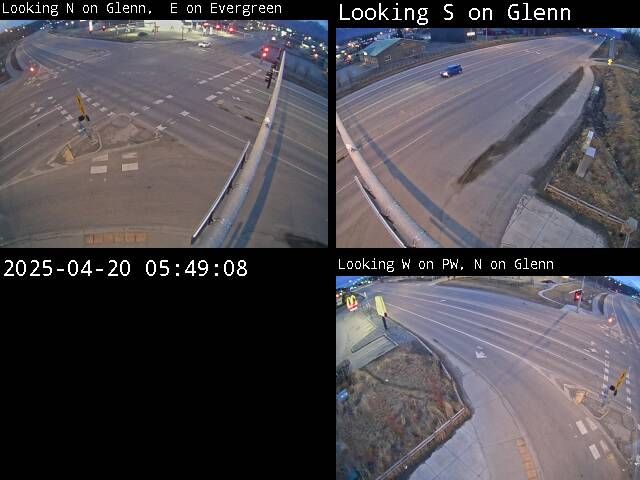 Looking N on Glenn,  E on Evergreen
Looking S on Glenn
2025-04-20 05:49:08
Looking W on PW, N on Glenn